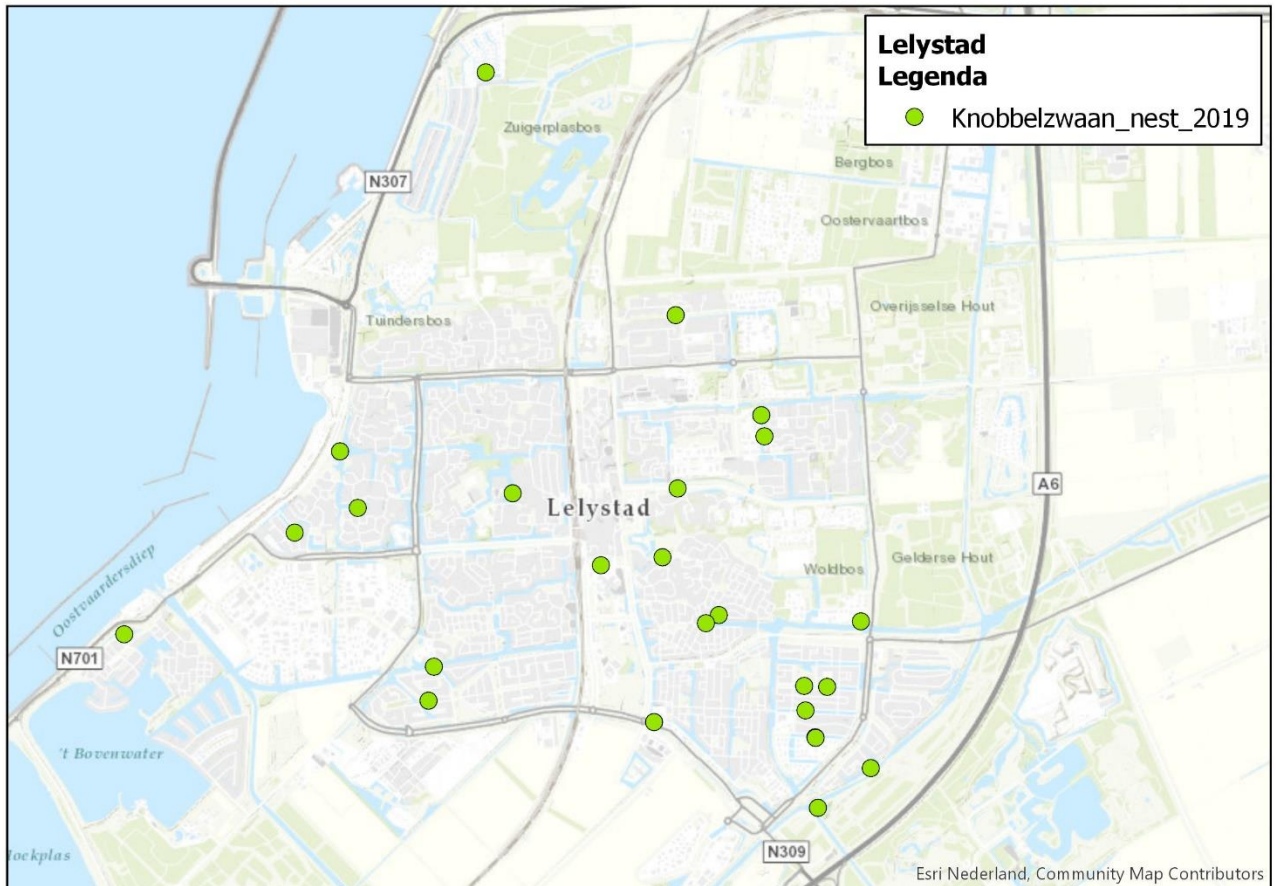 Lelystad
Legenda
Knobbelzwaan_nest_2019
Zuigerplasbos
Bergbos
N307
Oostervaartbos
Overijsselse Hout
Tuindersbos
A6
Lelystad
Gelderse Hout
Woldbos
Oostvaardersdiep
N701
't Bovenwater
N309
Esri Nederland, Community Map Contributors